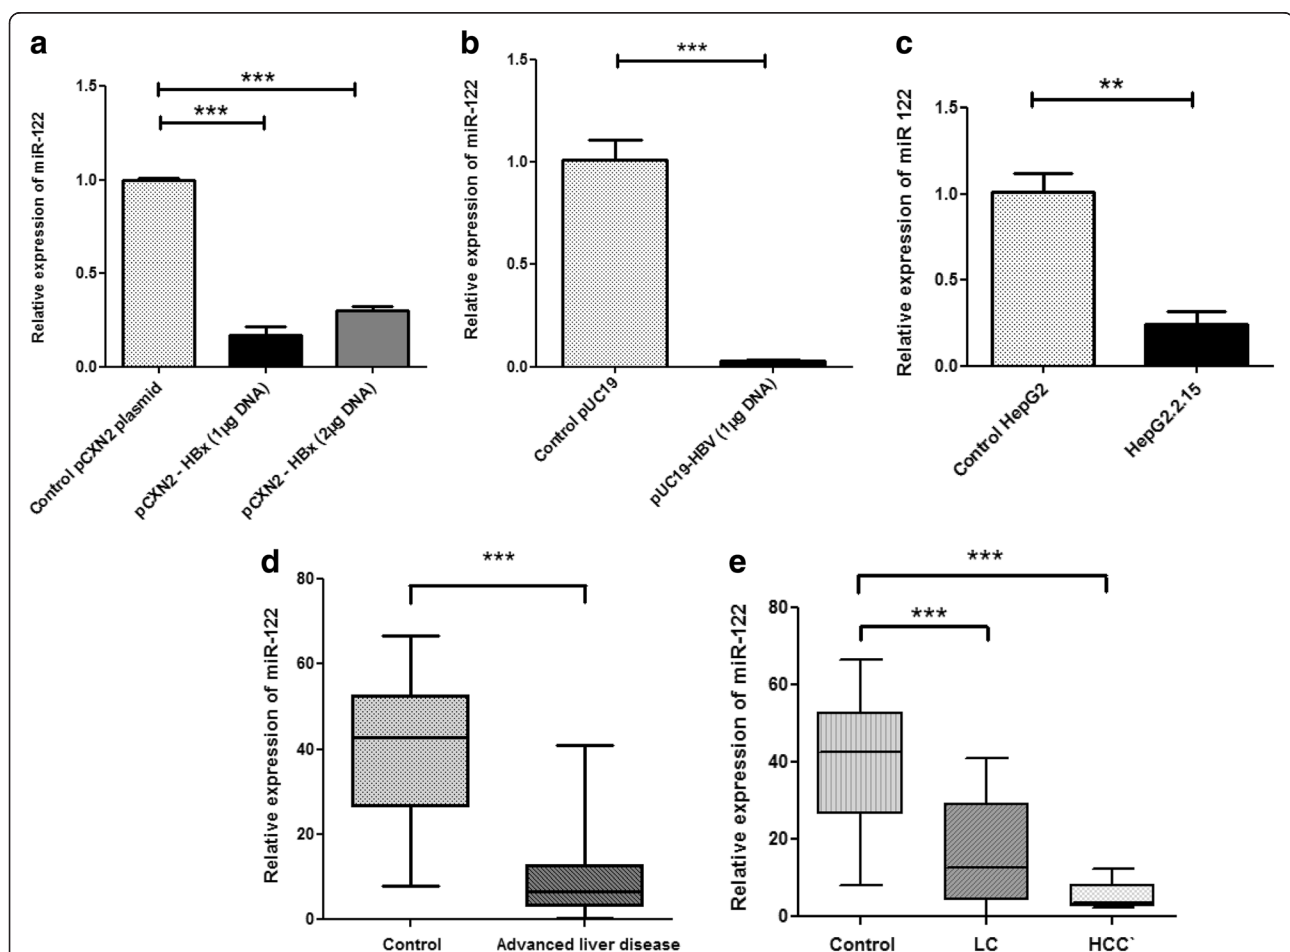 a
Relative expression of miR-122
1.5
1.0
0.5
0.0
***
***
Control pCXN2 plasmid
pCXN2 - HBx (1µg DNA)
pCXN2 - HBx (2µg DNA)
b
Relative expression of miR-122
1.5
1.0
0.5
0.0
***
Control pUC19
pUC19-HBV (1µg DNA)
c
Relative expression of miR 122
1.5
1.0
0.5
0.0
**
Control HepG2
HepG2.2.15
d
Relative expression of miR-122
80
60
40
20
0
***
Control
Advanced liver disease
e
Relative expression of miR-122
80
60
40
20
0
***
***
Control
LC
HCC`